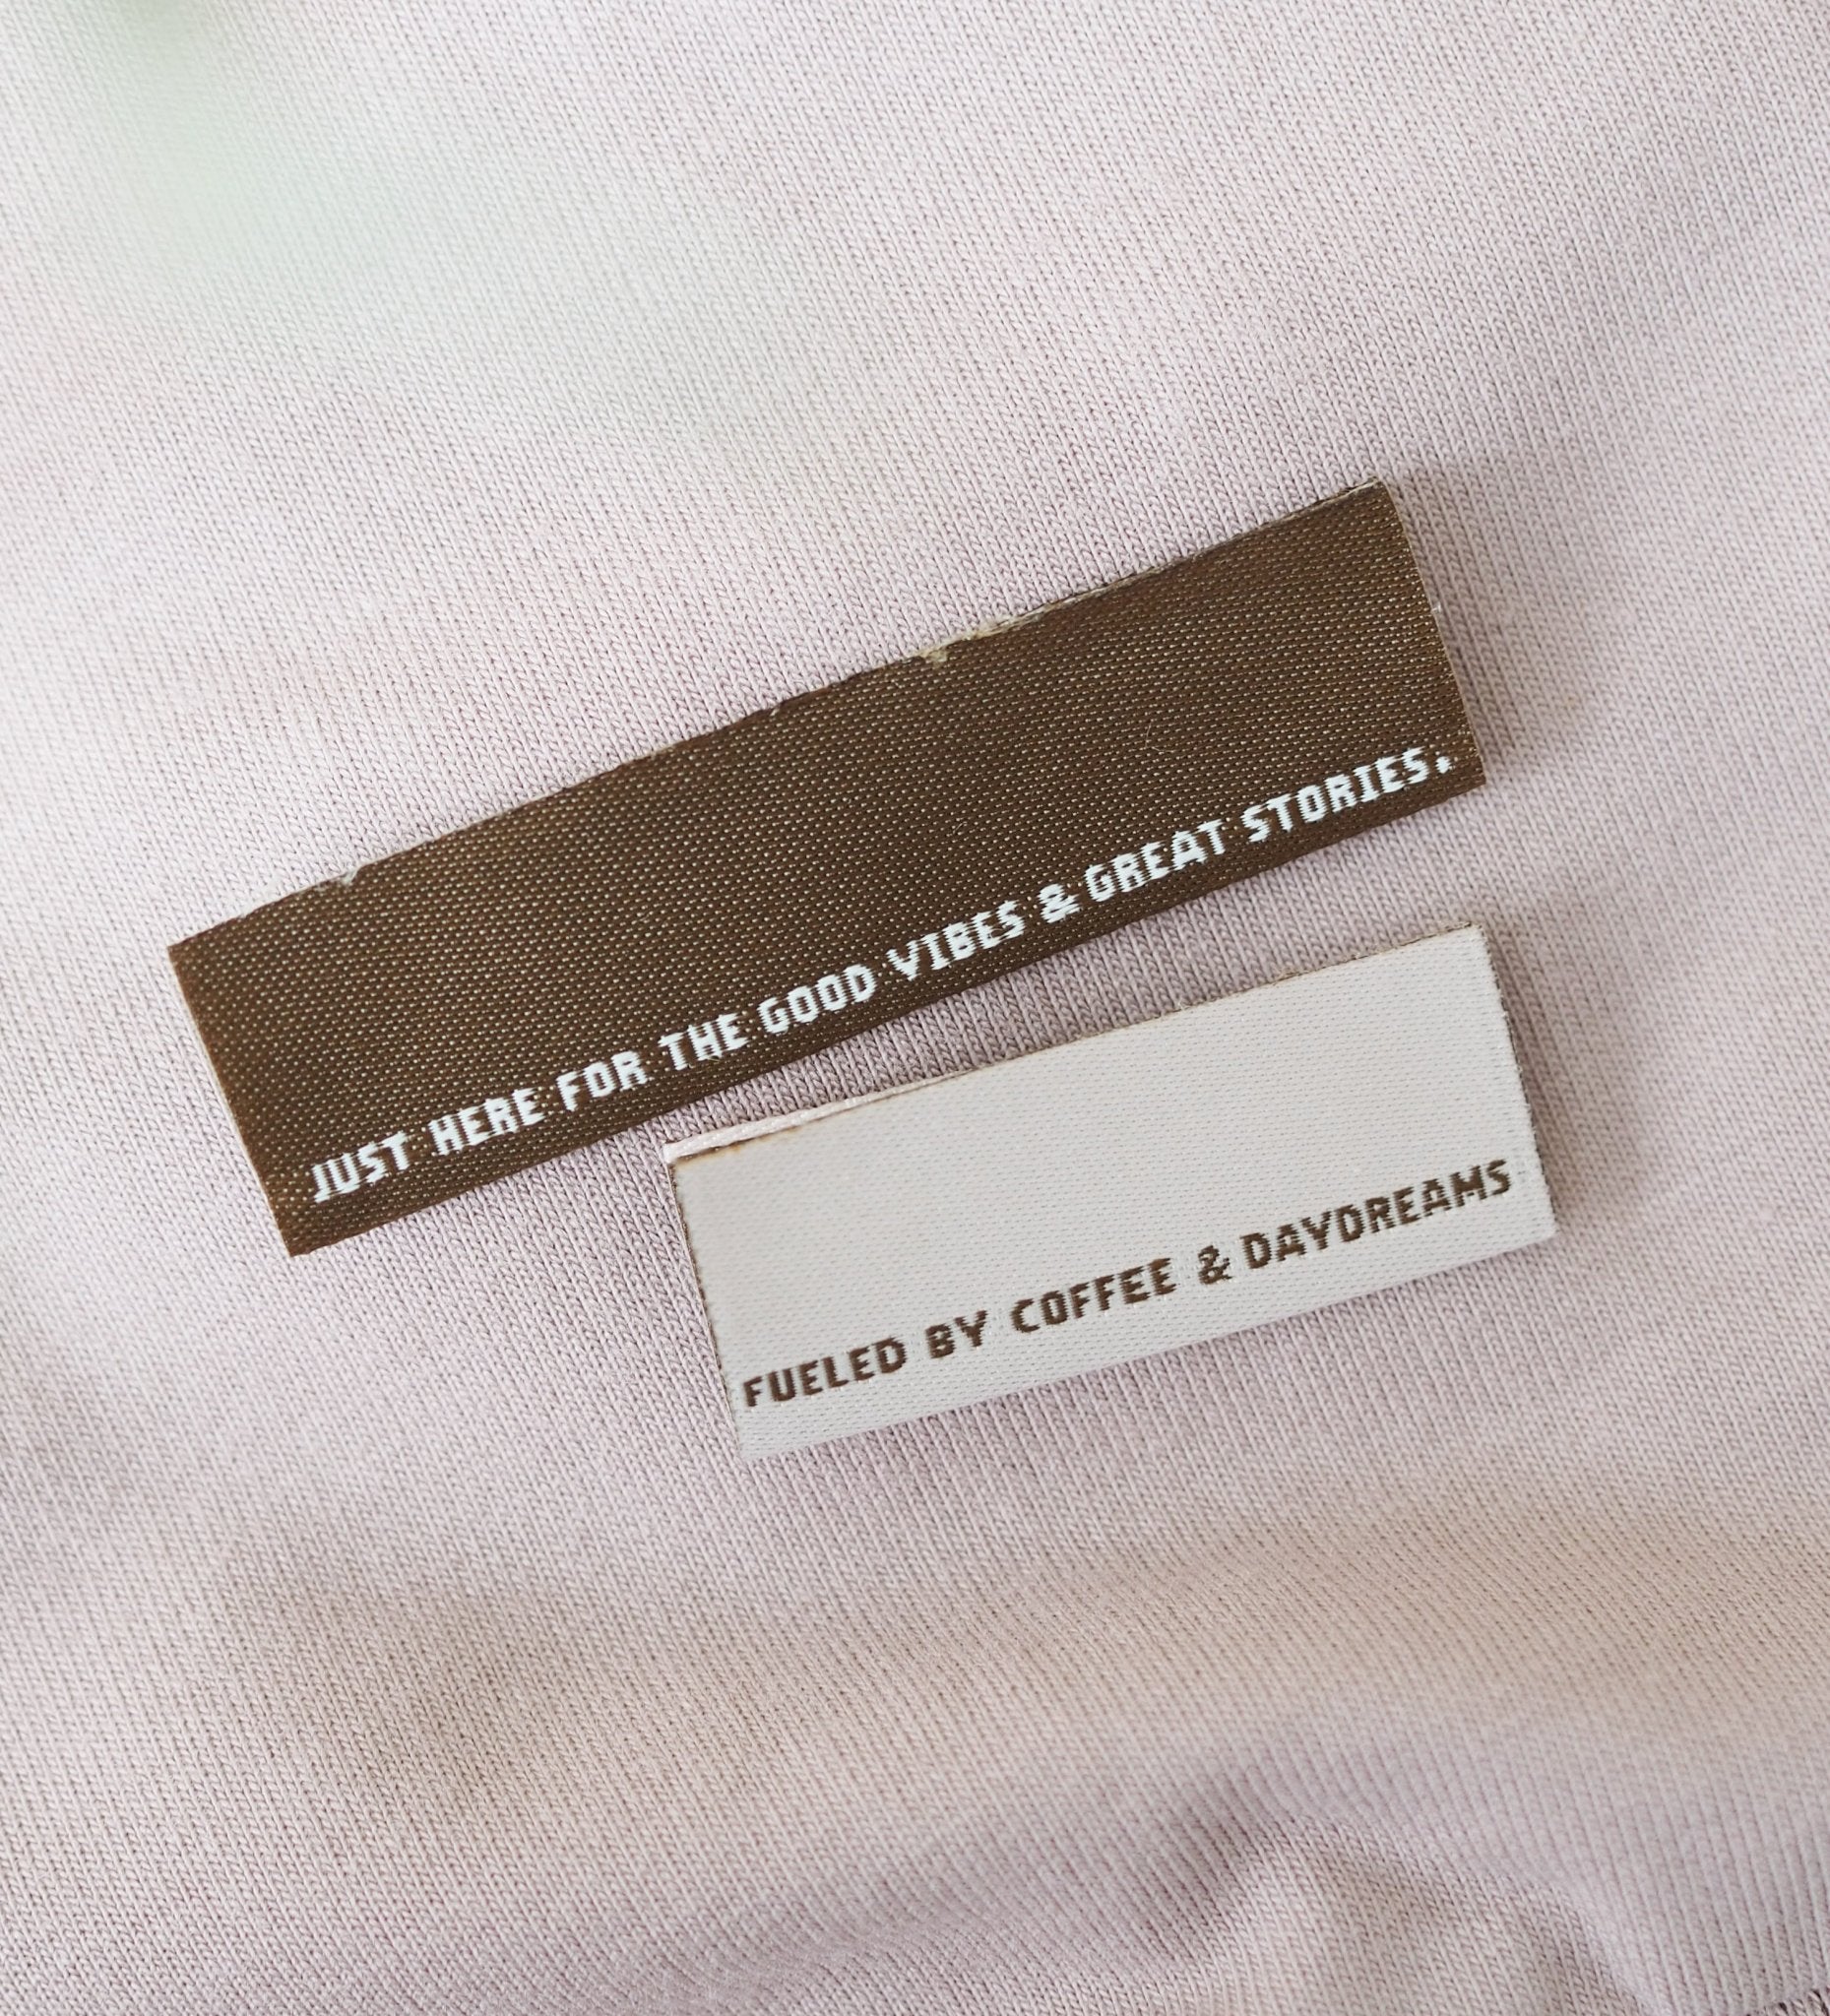 JUST HERE FOR THE GOOD VIBES & GREAT STORIES.
FUELED BY COFFEE & DAYDREAMS